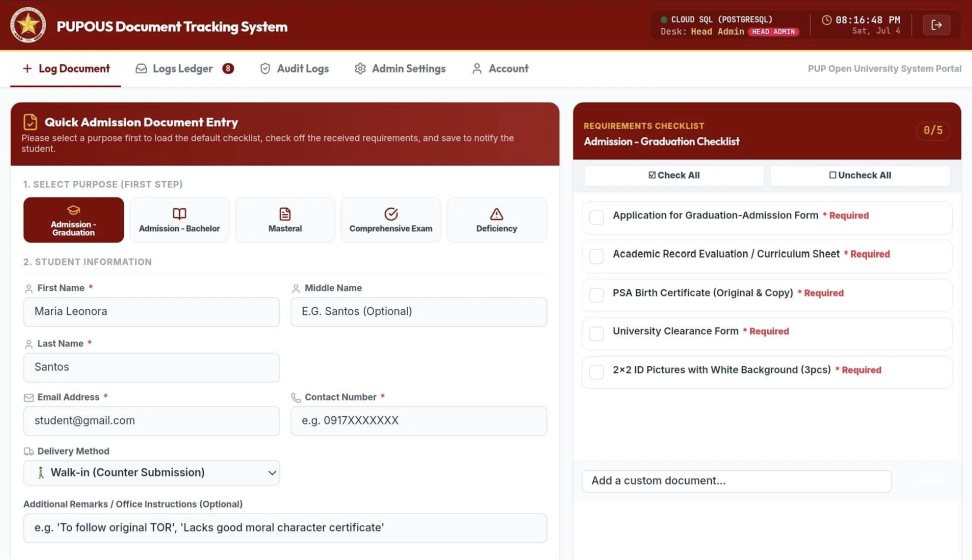 PUPOUS Document Tracking System
CLOUD SQL (POSTGRESQL)
Desk: Head Admin HEAD ADMIN
08:16:48 PM
Sat, Jul 4
Log Document
Logs Ledger 8
Audit Logs
Admin Settings
Account
PUP Open University System Portal
Quick Admission Document Entry
Please select a purpose first to load the default checklist, check off the received requirements, and save to notify the
student.
1. SELECT PURPOSE (FIRST STEP)
Admission -
Graduation
Admission - Bachelor
Masteral
Comprehensive Exam
Deficiency
2. STUDENT INFORMATION
First Name *
Maria Leonora
Middle Name
E.G. Santos (Optional)
Last Name *
Santos
Email Address *
student@gmail.com
Contact Number *
e.g. 0917XXXXXXX
Delivery Method
Walk-in (Counter Submission)
Additional Remarks / Office Instructions (Optional)
e.g. 'To follow original TOR', 'Lacks good moral character certificate'
REQUIREMENTS CHECKLIST
Admission - Graduation Checklist
0/5
Check All
Uncheck All
Application for Graduation-Admission Form * Required
Academic Record Evaluation / Curriculum Sheet * Required
PSA Birth Certificate (Original & Copy) * Required
University Clearance Form * Required
2×2 ID Pictures with White Background (3pcs) * Required
Add a custom document...